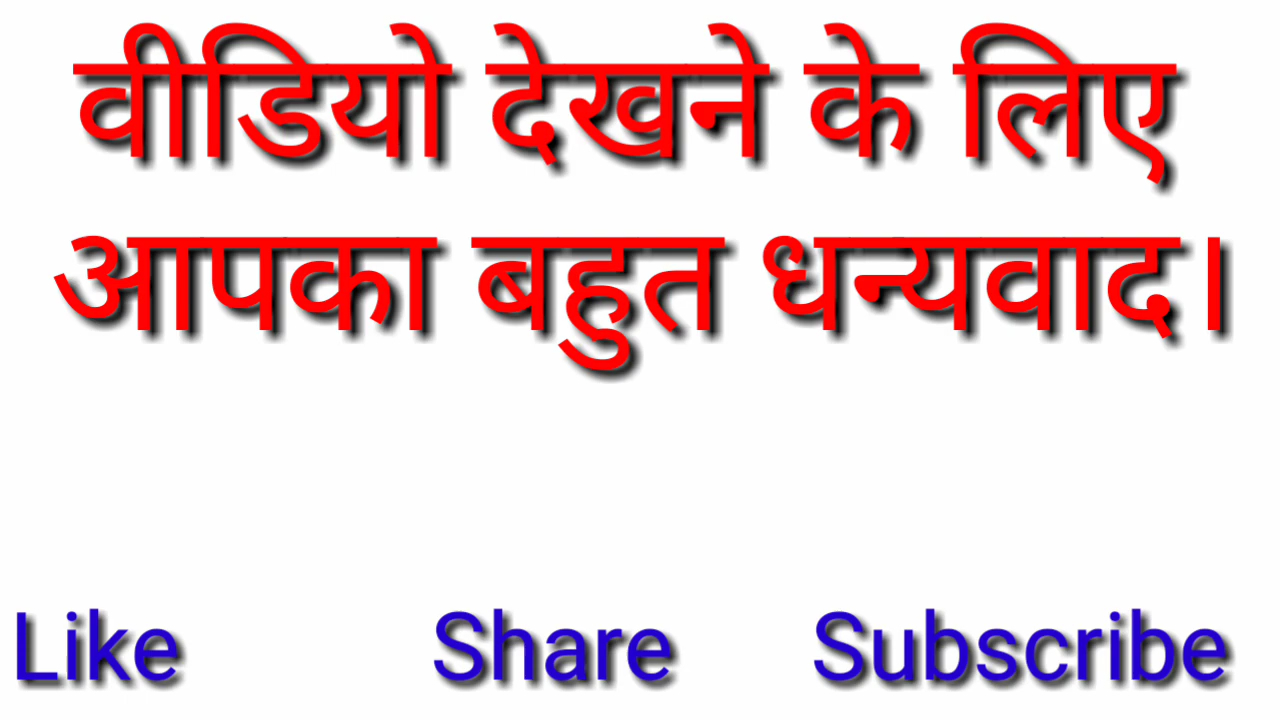 वीडियो देखने के लिए
आपका बहुत धन्यवाद।
Like Share Subscribe